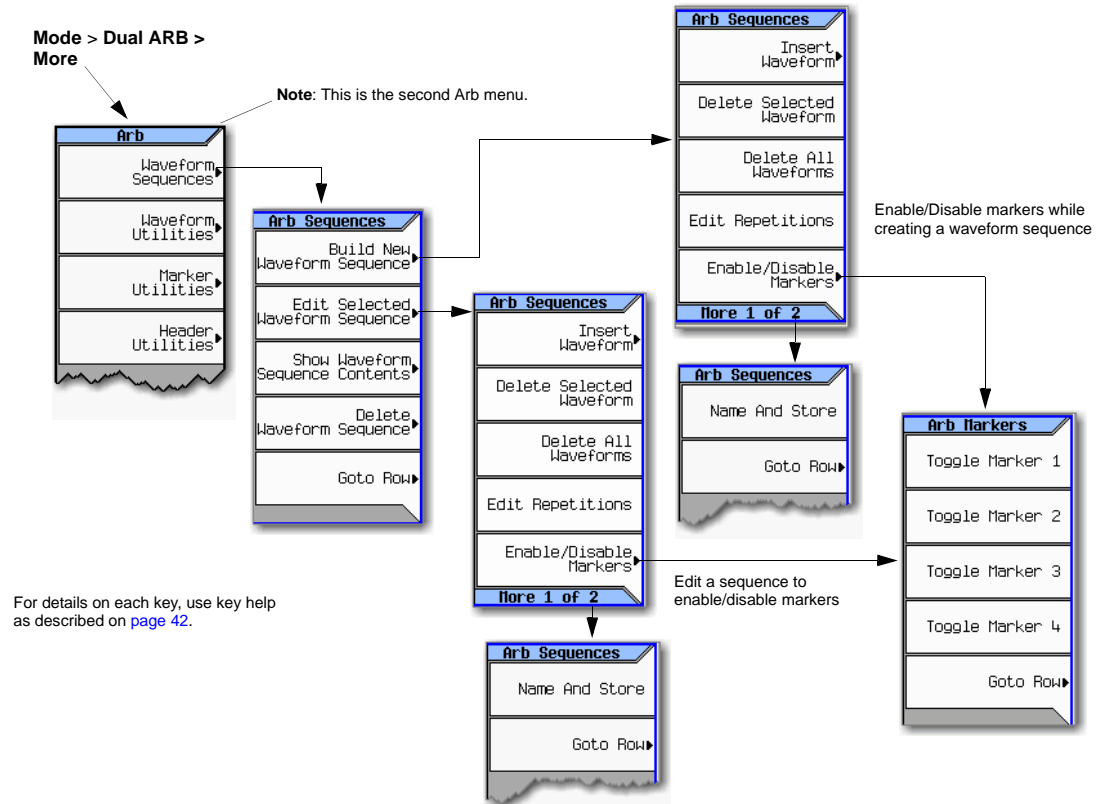 Mode > Dual ARB >
More
Note: This is the second Arb menu.
Arb
Waveform
Sequences
Waveform
Utilities
Marker
Utilities
Header
Utilities
Arb Sequences
Build New
Waveform Sequence
Edit Selected
Waveform Sequence
Show Waveform
Sequence Contents
Delete
Waveform Sequence
Goto Row
Arb Sequences
Insert
Waveform
Delete Selected
Waveform
Delete All
Waveforms
Edit Repetitions
Enable/Disable
Markers
More 1 of 2
Arb Sequences
Name And Store
Goto Row
Arb Sequences
Insert
Waveform
Delete Selected
Waveform
Delete All
Waveforms
Edit Repetitions
Enable/Disable
Markers
More 1 of 2
Arb Sequences
Name And Store
Goto Row
Enable/Disable markers while
creating a waveform sequence
Edit a sequence to
enable/disable markers
Arb Markers
Toggle Marker 1
Toggle Marker 2
Toggle Marker 3
Toggle Marker 4
Goto Row
For details on each key, use key help
as described on page 42.